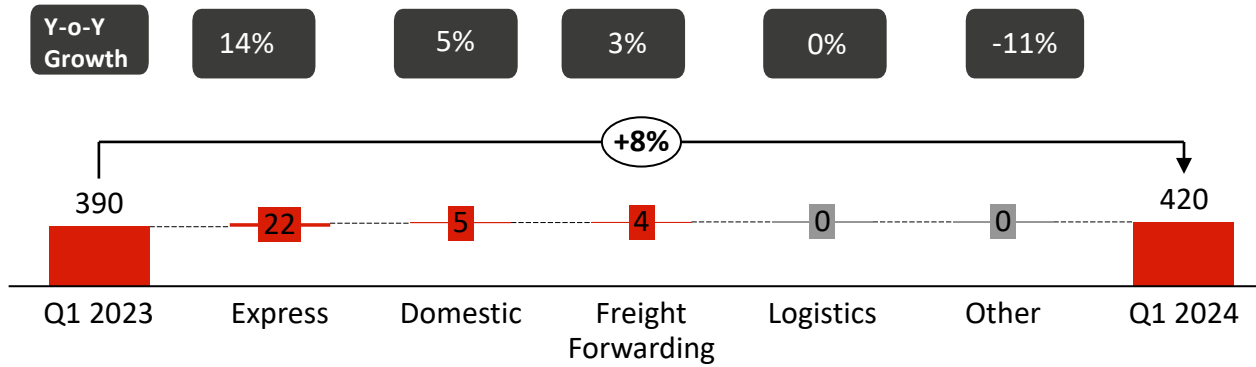 Y-o-Y
Growth
14%
5%
3%
0%
-11%
+8%
390
22
5
4
0
0
420
Q1 2023
Express
Domestic
Freight
Forwarding
Logistics
Other
Q1 2024